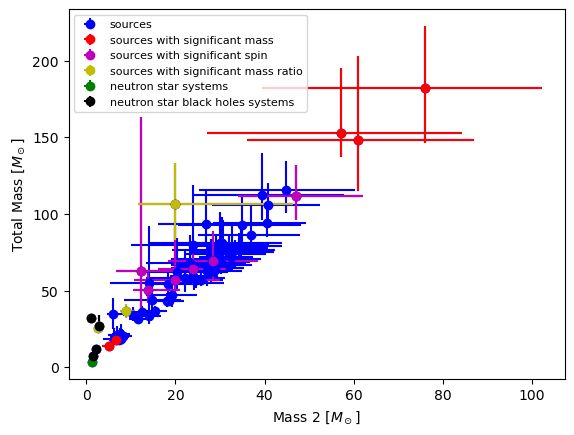 sources
sources with significant mass
sources with significant spin
sources with significant mass ratio
neutron star systems
neutron star black holes systems
Total Mass [M⊙]
200
150
100
50
0
0 20 40 60 80 100
Mass 2 [M⊙]